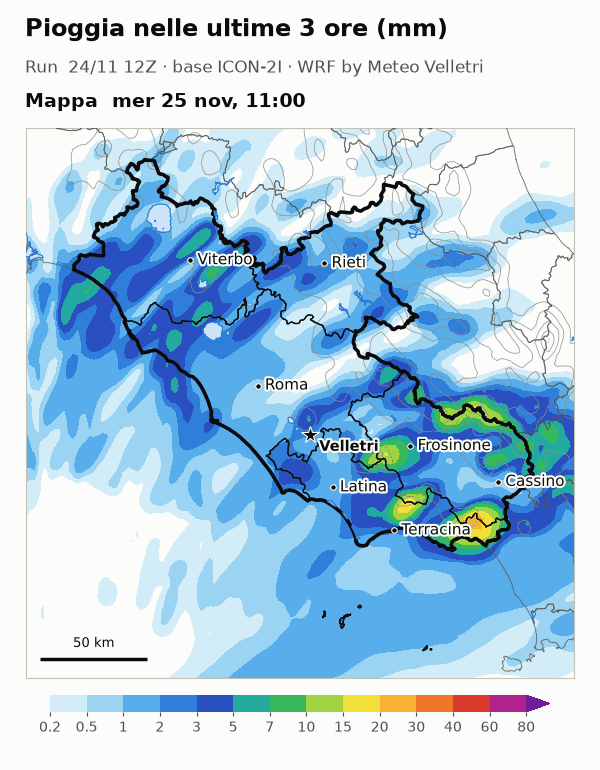 Pioggia nelle ultime 3 ore (mm)
Run  24/11 12Z · base ICON-2I · WRF by Meteo Velletri
Mappa  mer 25 nov, 11:00
Viterbo
Rieti
Roma
Velletri
Frosinone
Cassino
Latina
Terracina
50 km
0.2 0.5 1 2 3 5 7 10 15 20 30 40 60 80